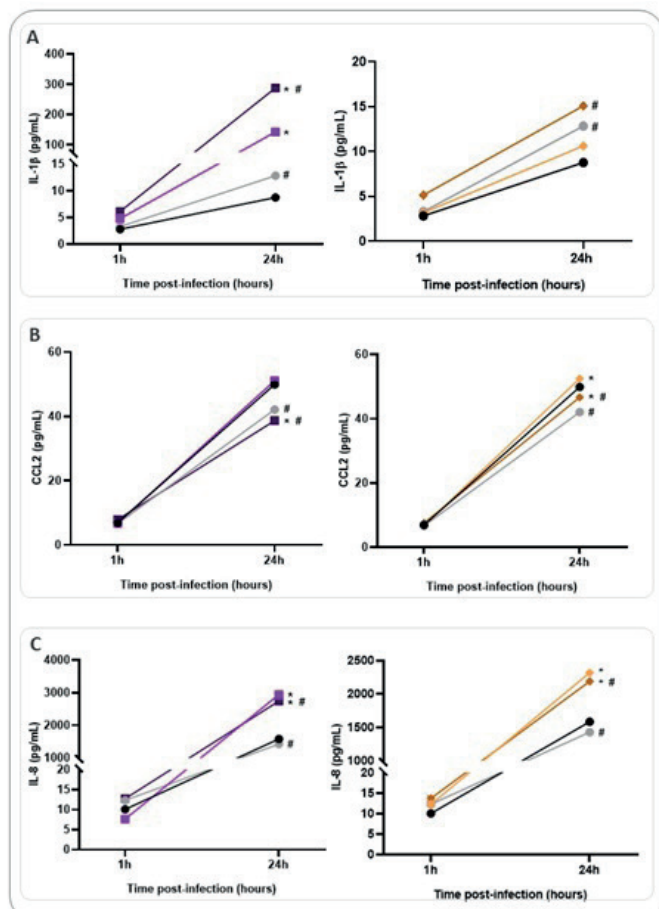 A
400
300
200
100
15
10
5
0
IL-1β (pg/mL)
* #
*
#
1h
24h
Time post-infection (hours)
20
15
10
5
0
IL-1β (pg/mL)
#
#
1h
24h
Time post-infection (hours)
B
60
40
20
0
CCL2 (pg/mL)
#
* #
1h
24h
Time post-infection (hours)
60
40
20
0
CCL2 (pg/mL)
*
* #
#
1h
24h
Time post-infection (hours)
C
4000
3000
2000
1000
20
15
10
5
0
IL-8 (pg/mL)
*
* #
#
1h
24h
Time post-infection (hours)
2500
2000
1500
1000
20
15
10
5
0
IL-8 (pg/mL)
*
* #
#
1h
24h
Time post-infection (hours)